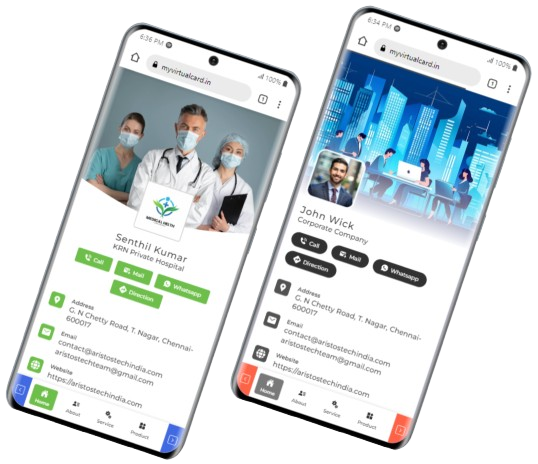 6:36 PM
100%
myvirtualcard.in
1
Senthil Kumar
KRN Private Hospital
Call
Mail
Whatsapp
Direction
Address
G. N Chetty Road, T. Nagar, Chennai-
600017
Email
contact@aristostechindia.com
aristostechteam@gmail.com
Website
https://aristostechindia.com
Home
About
Service
Product
6:34 PM
100%
myvirtualcard.in
1
John Wick
Corporate Company
Call
Mail
Whatsapp
Direction
Address
G. N Chetty Road, T. Nagar, Chennai-
600017
Email
contact@aristostechindia.com
aristostechteam@gmail.com
Website
https://aristostechindia.com
Home
About
Service
Product